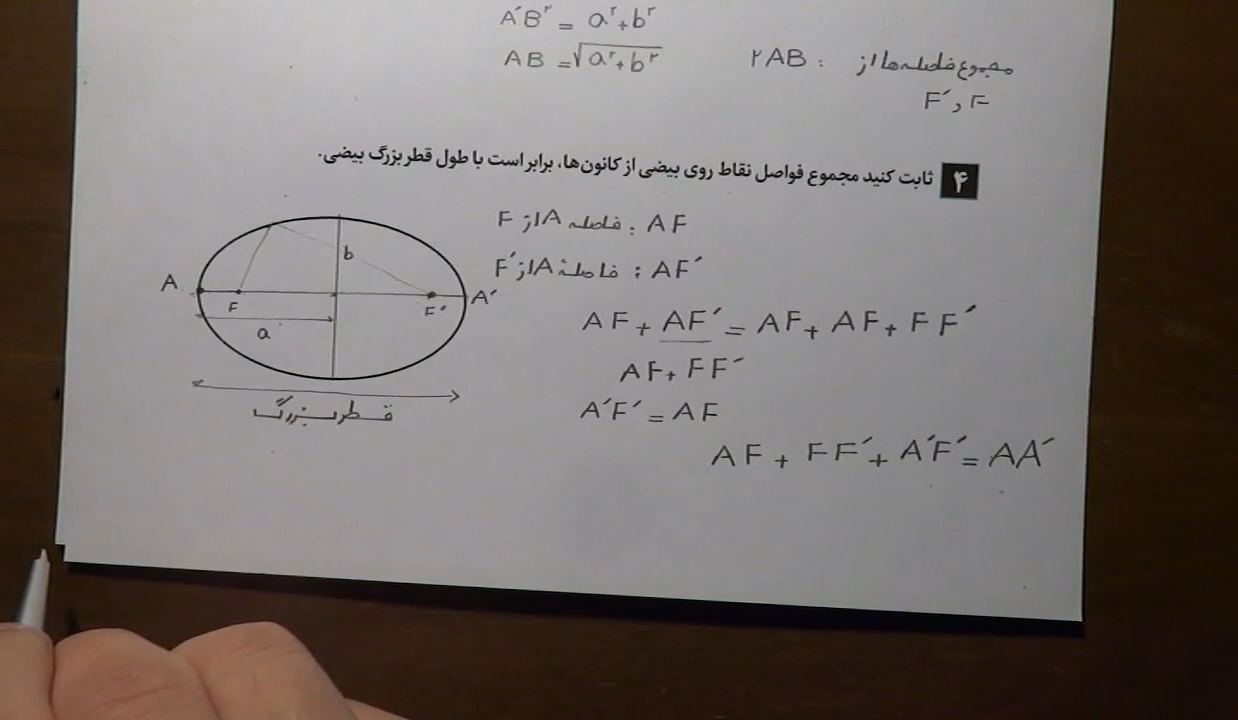 A´B² = a² + b²
AB = √a² + b²
مجموع فاصله‌ها از : ۲AB
F و F´
۴ ثابت کنید مجموع فواصل نقاط روی بیضی از کانون‌ها، برابر است با طول قطر بزرگ بیضی.
AF : فاصله A از F
AF´ : فاصلهٔ A از F´
AF + AF´ = AF + AF + FF´
AF + FF´
A´F´ = AF
AF + FF´ + A´F´ = AA´
b
A
F
F´
A´
a
قطر بزرگ